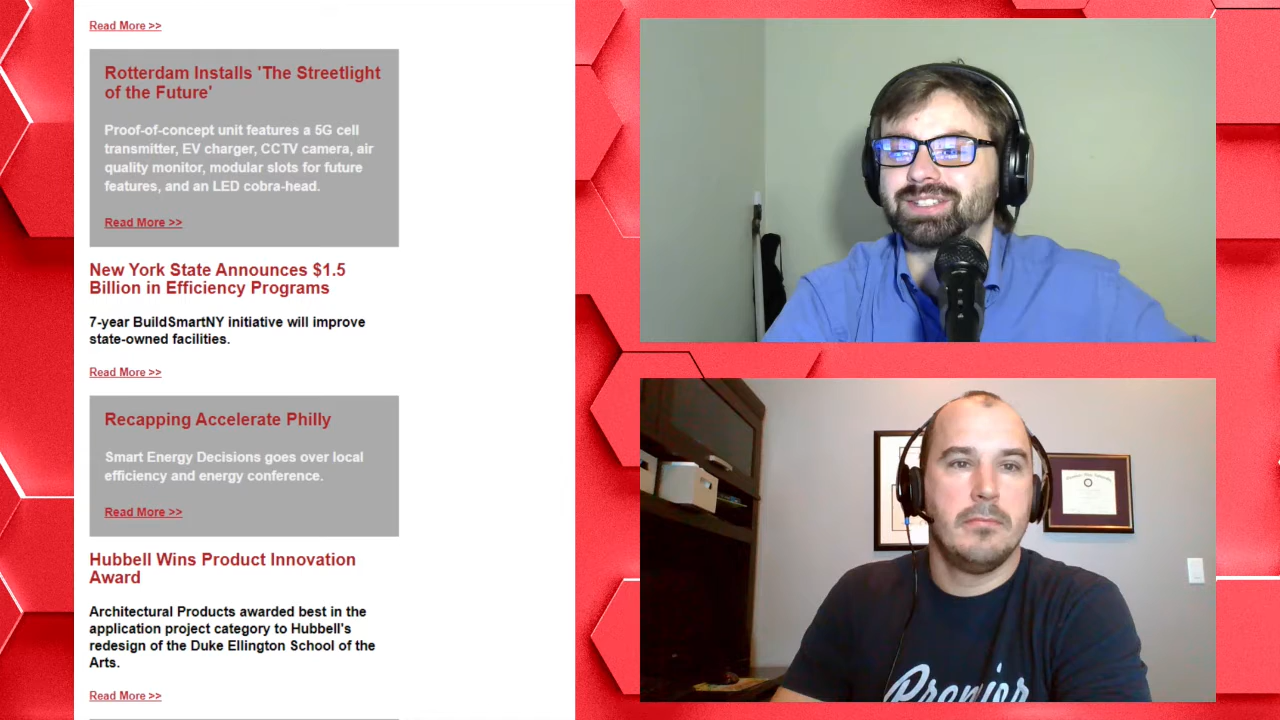 Read More >>
Rotterdam Installs 'The Streetlight
of the Future'
Proof-of-concept unit features a 5G cell
transmitter, EV charger, CCTV camera, air
quality monitor, modular slots for future
features, and an LED cobra-head.
Read More >>
New York State Announces $1.5
Billion in Efficiency Programs
7-year BuildSmartNY initiative will improve
state-owned facilities.
Read More >>
Recapping Accelerate Philly
Smart Energy Decisions goes over local
efficiency and energy conference.
Read More >>
Hubbell Wins Product Innovation
Award
Architectural Products awarded best in the
application project category to Hubbell's
redesign of the Duke Ellington School of the
Arts.
Read More >>
Premier